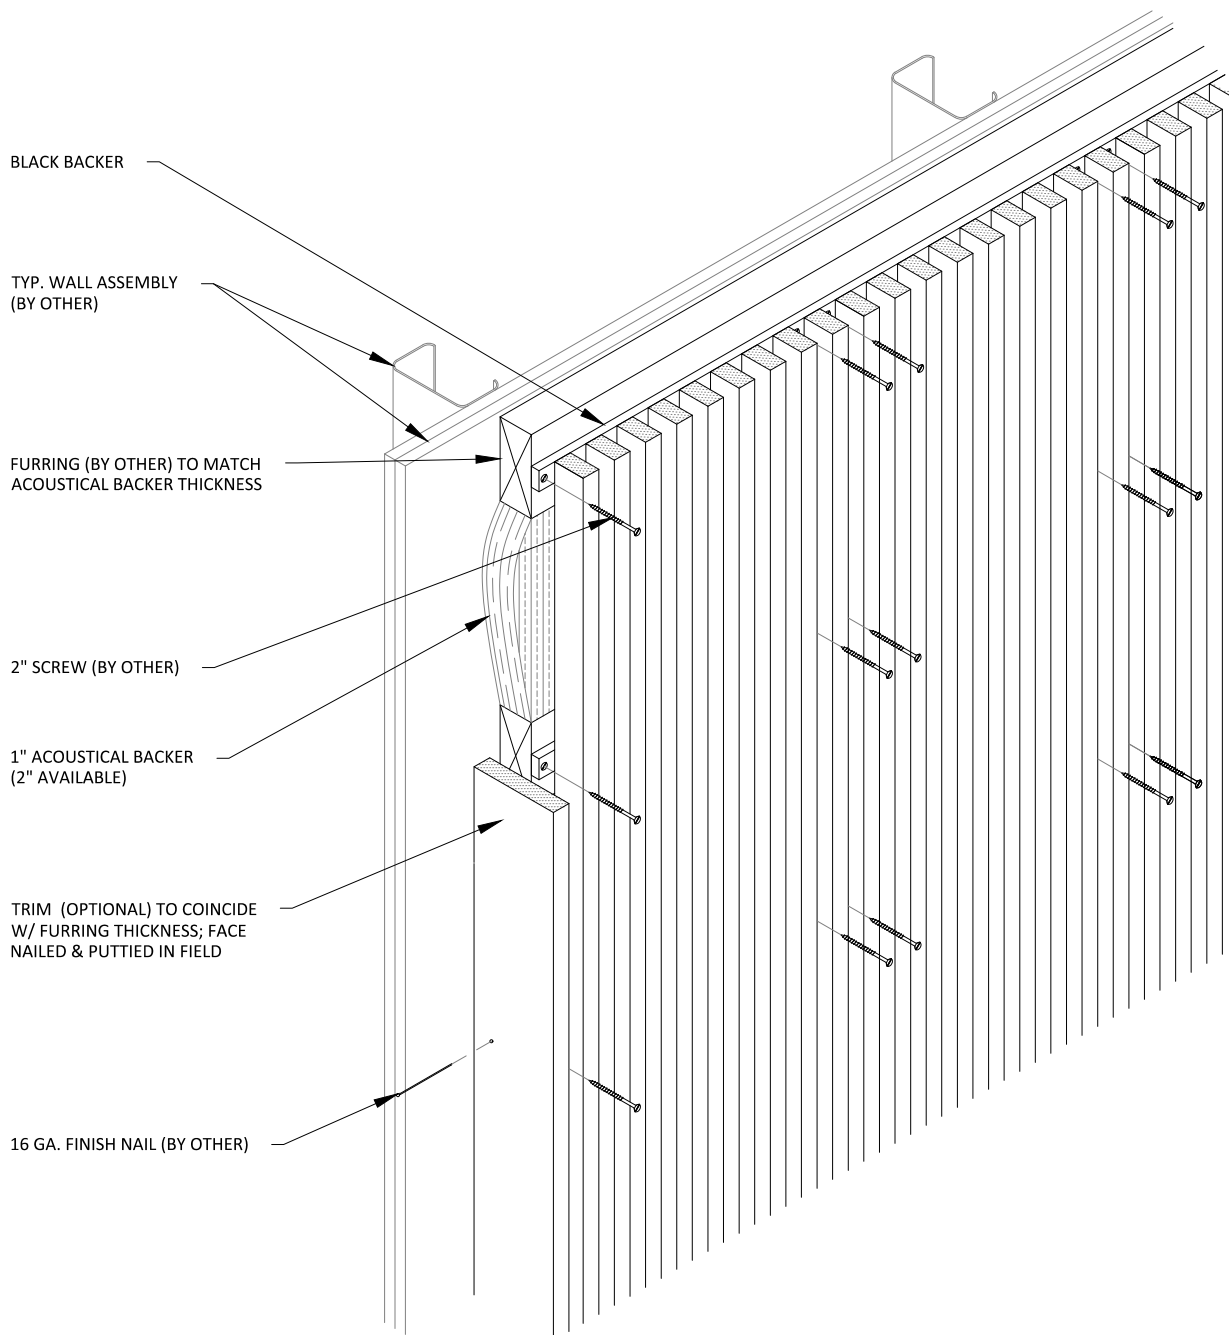 BLACK BACKER
TYP. WALL ASSEMBLY
(BY OTHER)
FURRING (BY OTHER) TO MATCH
ACOUSTICAL BACKER THICKNESS
2" SCREW (BY OTHER)
1" ACOUSTICAL BACKER
(2" AVAILABLE)
TRIM (OPTIONAL) TO COINCIDE
W/ FURRING THICKNESS; FACE
NAILED & PUTTIED IN FIELD
16 GA. FINISH NAIL (BY OTHER)